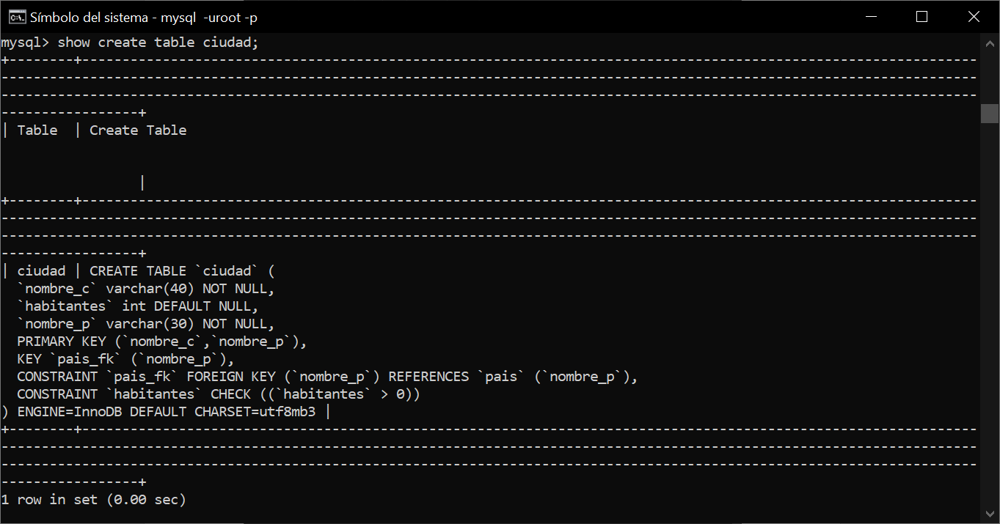 Símbolo del sistema - mysql  -uroot -p
mysql> show create table ciudad;
+--------+---------------------------------------------------------------------------------------------------------------
-------------------------------------------------------------------------------------------------------------------------
-------------------------------------------------------------------------------------------------------------------------
-----------------+
| Table  | Create Table
                 |
+--------+---------------------------------------------------------------------------------------------------------------
-------------------------------------------------------------------------------------------------------------------------
-------------------------------------------------------------------------------------------------------------------------
-----------------+
| ciudad | CREATE TABLE `ciudad` (
  `nombre_c` varchar(40) NOT NULL,
  `habitantes` int DEFAULT NULL,
  `nombre_p` varchar(30) NOT NULL,
  PRIMARY KEY (`nombre_c`,`nombre_p`),
  KEY `pais_fk` (`nombre_p`),
  CONSTRAINT `pais_fk` FOREIGN KEY (`nombre_p`) REFERENCES `pais` (`nombre_p`),
  CONSTRAINT `habitantes` CHECK ((`habitantes` > 0))
) ENGINE=InnoDB DEFAULT CHARSET=utf8mb3 |
+--------+---------------------------------------------------------------------------------------------------------------
-------------------------------------------------------------------------------------------------------------------------
-------------------------------------------------------------------------------------------------------------------------
-----------------+
1 row in set (0.00 sec)